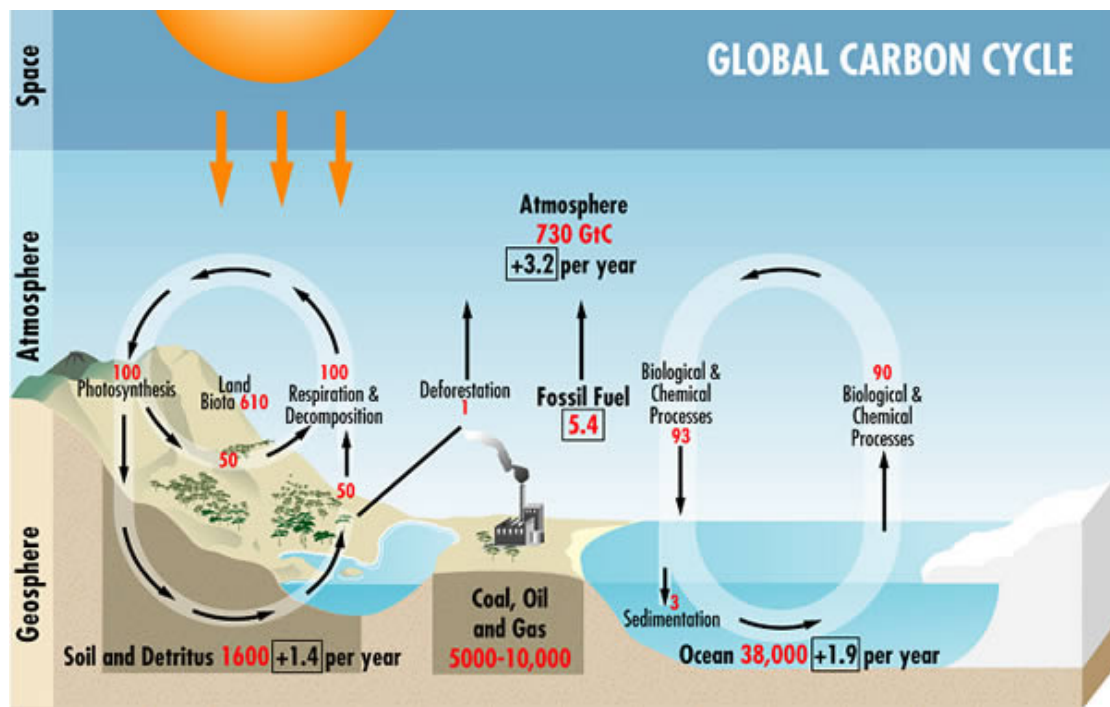 GLOBAL CARBON CYCLE
Space
Atmosphere
Geosphere
Atmosphere
730 GtC
+3.2 per year
100
Photosynthesis
Land
Biota 610
100
Respiration &
Decomposition
50
50
Deforestation
1
Fossil Fuel
5.4
Biological &
Chemical
Processes
93
90
Biological &
Chemical
Processes
3
Sedimentation
Coal, Oil
and Gas
5000-10,000
Soil and Detritus 1600 +1.4 per year
Ocean 38,000 +1.9 per year